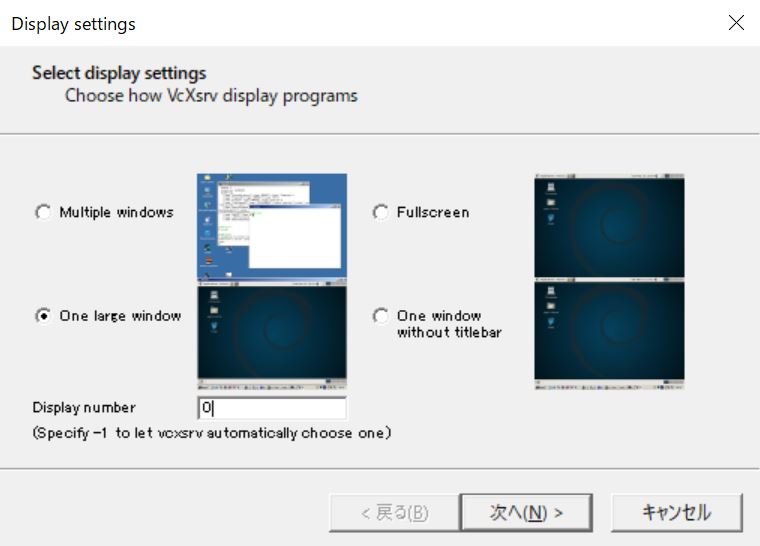 Display settings
Select display settings
Choose how VcXsrv display programs
Multiple windows
Fullscreen
One large window
One window
without titlebar
Display number
0
(Specify -1 to let vcxsrv automatically choose one)
< 戻る(B)
次へ(N) >
キャンセル